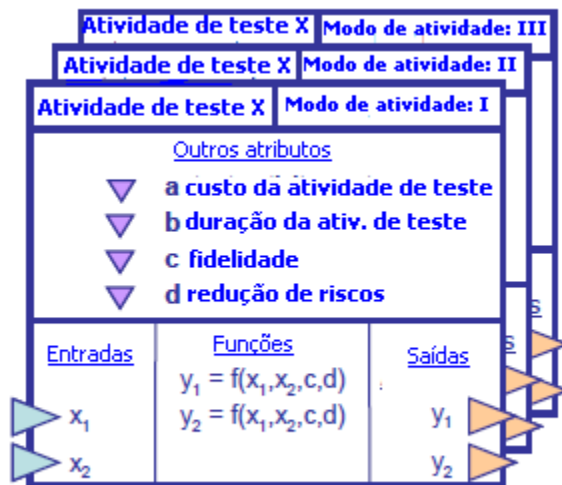 Atividade de teste X Modo de atividade: III
Atividade de teste X Modo de atividade: II
Atividade de teste X Modo de atividade: I
Outros atributos
a custo da atividade de teste
b duração da ativ. de teste
c fidelidade
d redução de riscos
Entradas Funções Saídas
y₁ = f(x₁,x₂,c,d)
y₂ = f(x₁,x₂,c,d)
x₁ y₁
x₂ y₂
s
s